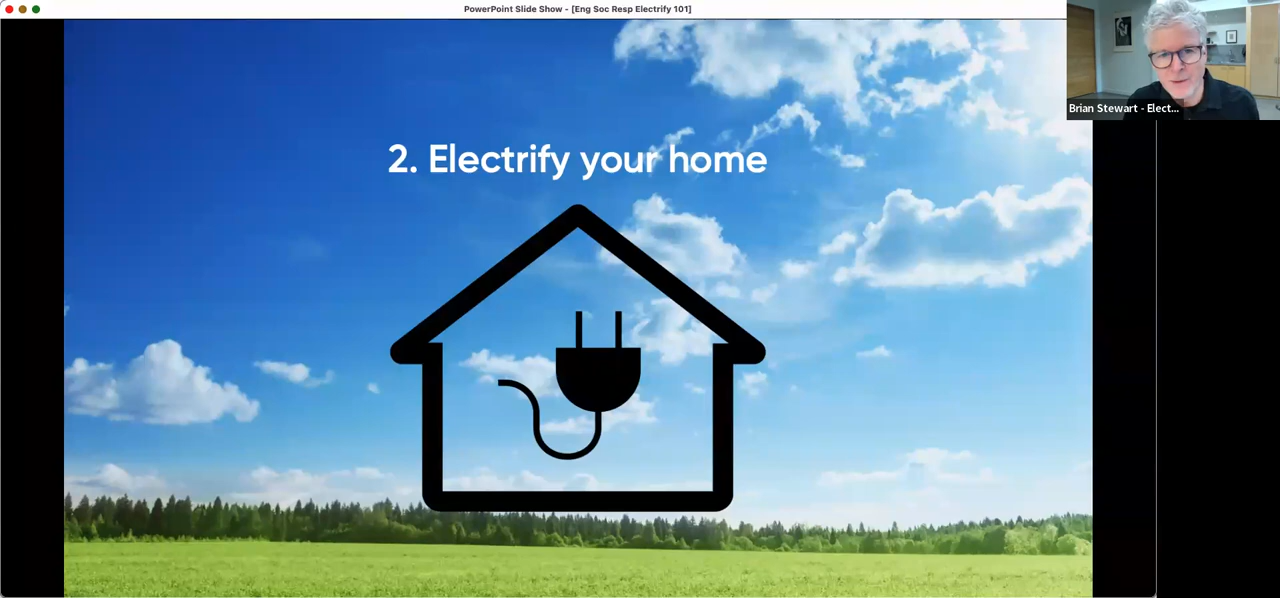 PowerPoint Slide Show - [Eng Soc Resp Electrify 101]
Brian Stewart - Elect...
2. Electrify your home